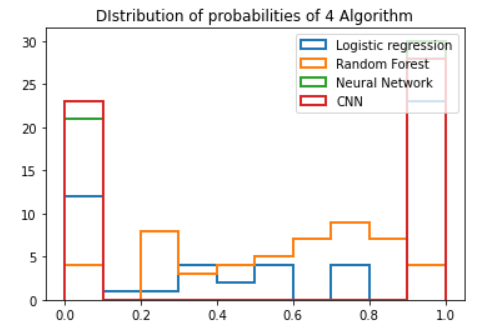 DIstribution of probabilities of 4 Algorithm
Logistic regression
Random Forest
Neural Network
CNN
30
25
20
15
10
5
0
0.0 0.2 0.4 0.6 0.8 1.0